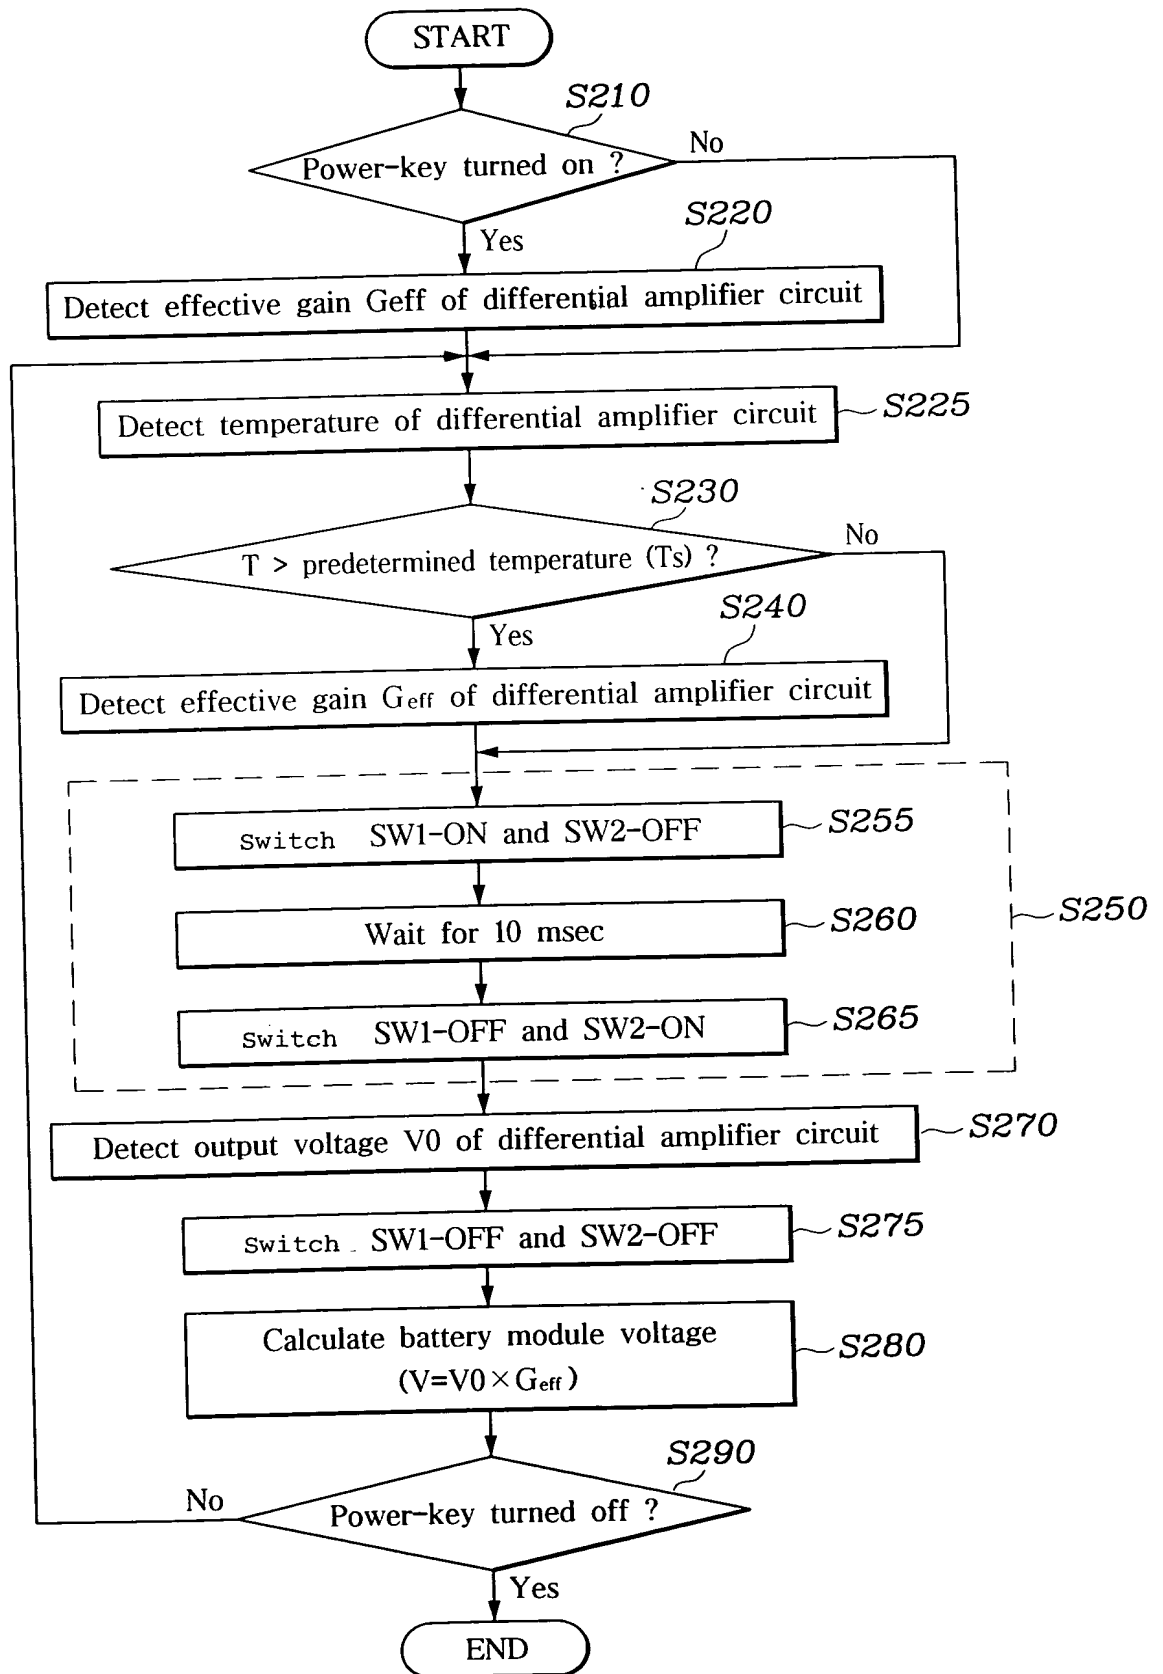 START
S210
Power-key turned on ?
No
Yes
S220
Detect effective gain Geff of differential amplifier circuit
Detect temperature of differential amplifier circuit
S225
S230
T > predetermined temperature (Ts) ?
No
Yes
S240
Detect effective gain Geff of differential amplifier circuit
Switch SW1-ON and SW2-OFF
S255
Wait for 10 msec
S260
S250
Switch SW1-OFF and SW2-ON
S265
Detect output voltage V0 of differential amplifier circuit
S270
Switch SW1-OFF and SW2-OFF
S275
Calculate battery module voltage
(V=V0×Geff)
S280
S290
Power-key turned off ?
No
Yes
END